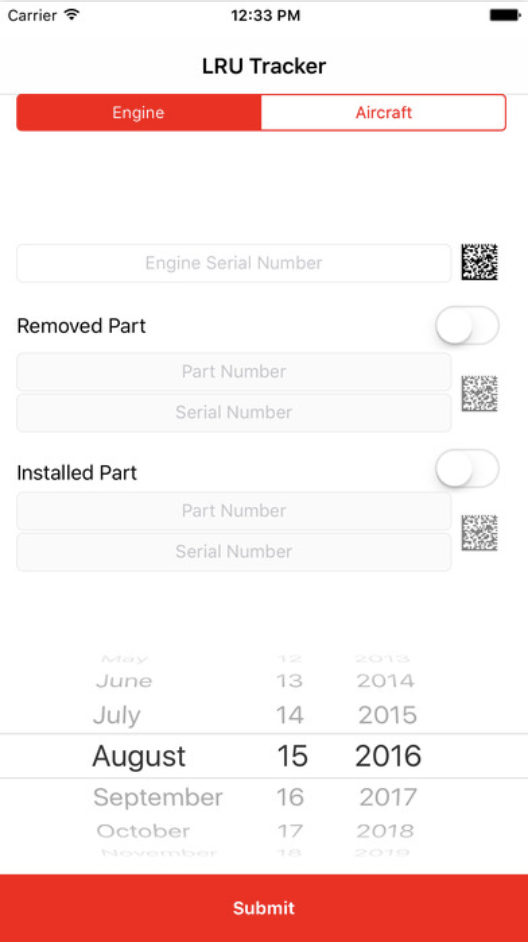 Carrier 12:33 PM
LRU Tracker
Engine Aircraft
Engine Serial Number
Removed Part
Part Number
Serial Number
Installed Part
Part Number
Serial Number
May 12 2013
June 13 2014
July 14 2015
August 15 2016
September 16 2017
October 17 2018
November 18 2019
Submit